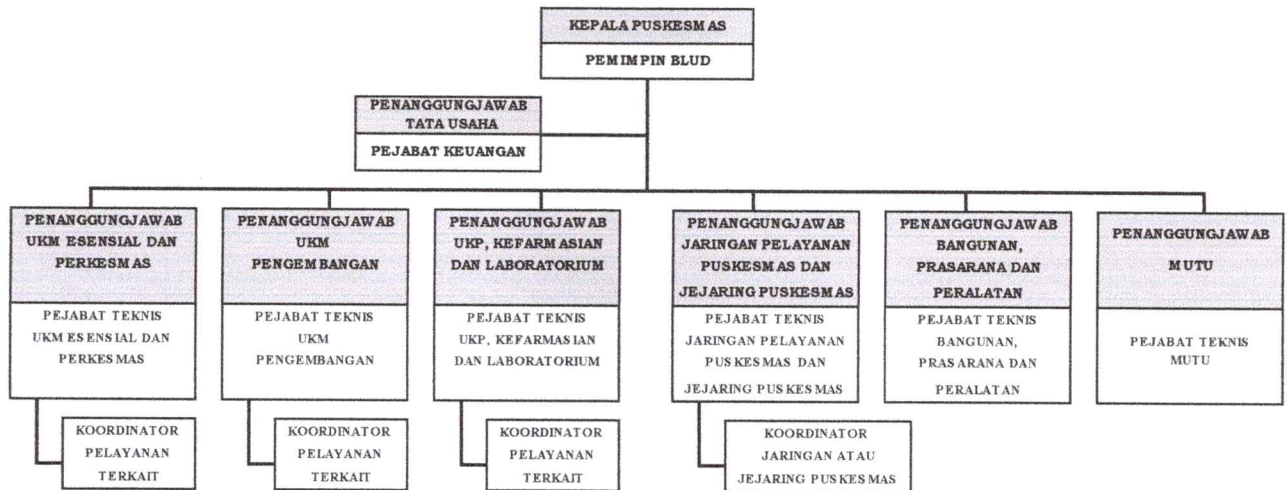 KEPALA PUSKESMAS
PEMIMPIN BLUD
PENANGGUNGJAWAB
TATA USAHA
PEJABAT KEUANGAN
PENANGGUNGJAWAB
UKM ESENSIAL DAN
PERKESMAS
PEJABAT TEKNIS
UKM ESENSIAL DAN
PERKESMAS
KOORDINATOR
PELAYANAN
TERKAIT
PENANGGUNGJAWAB
UKM
PENGEMBANGAN
PEJABAT TEKNIS
UKM
PENGEMBANGAN
KOORDINATOR
PELAYANAN
TERKAIT
PENANGGUNGJAWAB
UKP, KEFARMASIAN
DAN LABORATORIUM
PEJABAT TEKNIS
UKP, KEFARMASIAN
DAN LABORATORIUM
KOORDINATOR
PELAYANAN
TERKAIT
PENANGGUNGJAWAB
JARINGAN PELAYANAN
PUSKESMAS DAN
JEJARING PUSKESMAS
PEJABAT TEKNIS
JARINGAN PELAYANAN
PUSKESMAS DAN
JEJARING PUSKESMAS
KOORDINATOR
JARINGAN ATAU
JEJARING PUSKESMAS
PENANGGUNGJAWAB
BANGUNAN,
PRASARANA DAN
PERALATAN
PEJABAT TEKNIS
BANGUNAN,
PRASARANA DAN
PERALATAN
PENANGGUNGJAWAB
MUTU
PEJABAT TEKNIS
MUTU